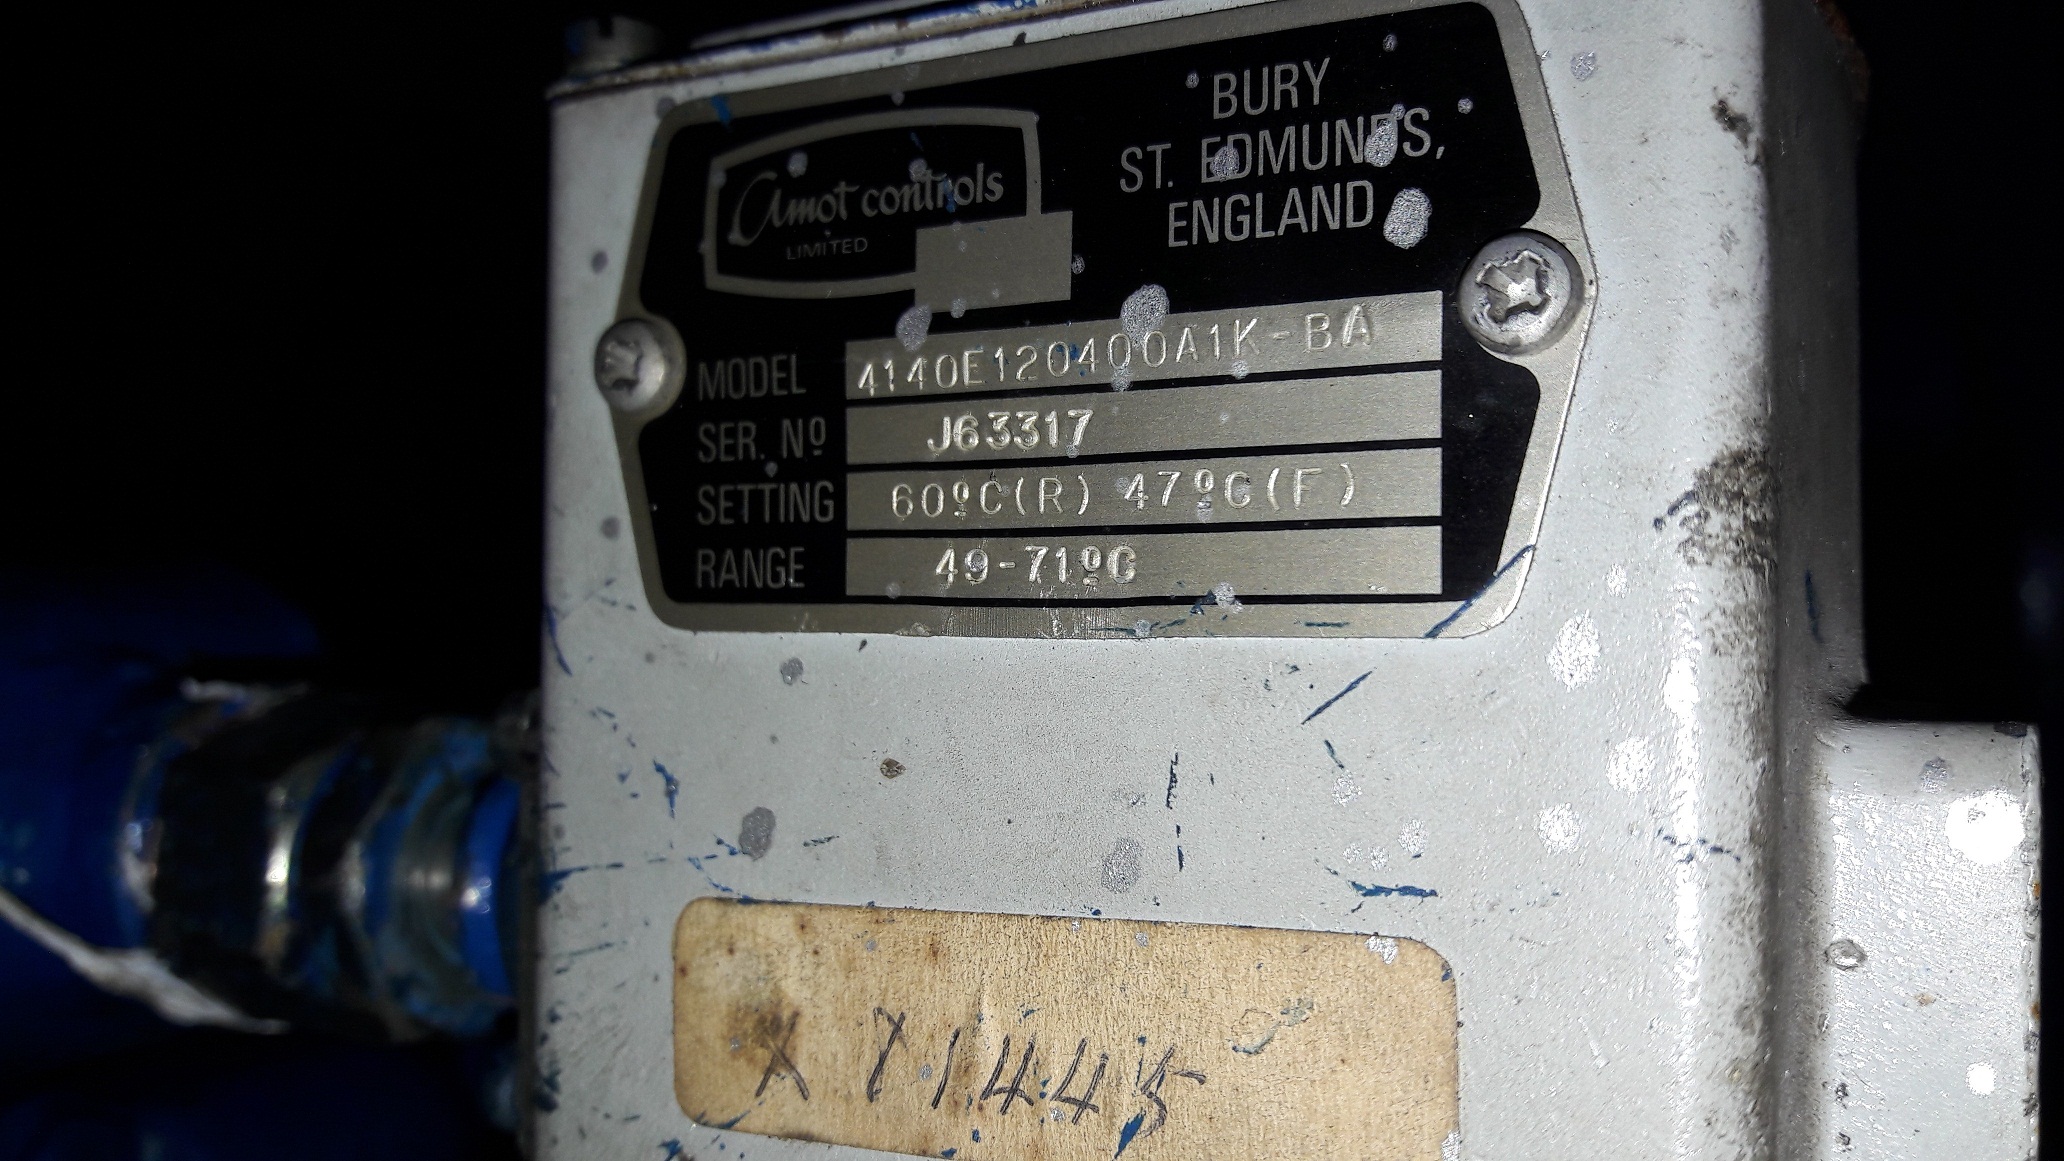 Amot controls
LIMITED
BURY
ST. EDMUNDS,
ENGLAND
MODEL 4140E120400A1K-BA
SER. Nº J63317
SETTING 60ºC(R) 47ºC(F)
RANGE 49-71ºC
X Y1445